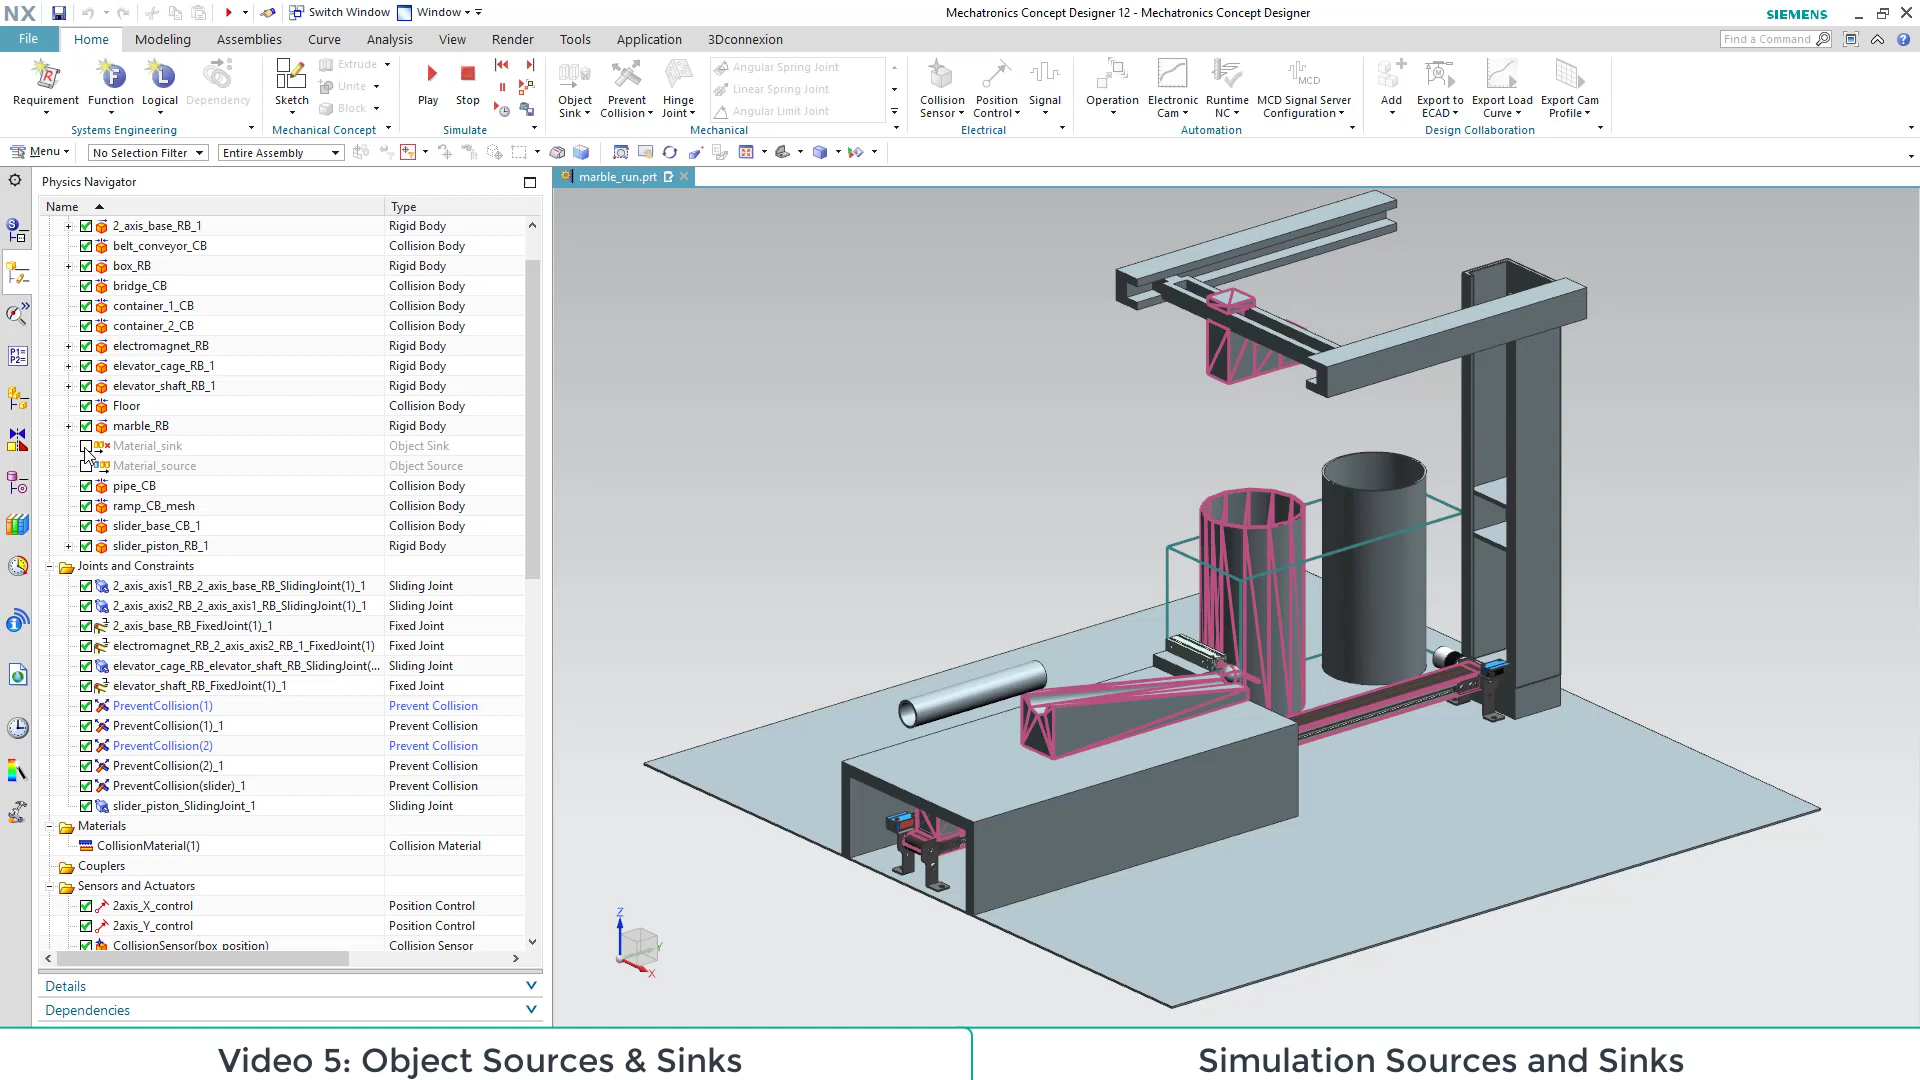 NX Switch Window Window Mechatronics Concept Designer 12 - Mechatronics Concept Designer SIEMENS
File Home Modeling Assemblies Curve Analysis View Render Tools Application 3Dconnexion Find a Command
Requirement Function Logical Dependency
Systems Engineering
Sketch Extrude Unite Block
Mechanical Concept
Play Stop
Simulate
Object Sink Prevent Collision Hinge Joint Angular Spring Joint Linear Spring Joint Angular Limit Joint
Mechanical
Collision Sensor Position Control Signal
Electrical
Operation Electronic Cam Runtime NC MCD Signal Server Configuration
MCD
Automation
Add Export to ECAD Export Load Curve Export Cam Profile
Design Collaboration
Menu No Selection Filter Entire Assembly
Physics Navigator
marble_run.prt
Name Type
2_axis_base_RB_1 Rigid Body
belt_conveyor_CB Collision Body
box_RB Rigid Body
bridge_CB Collision Body
container_1_CB Collision Body
container_2_CB Collision Body
electromagnet_RB Rigid Body
elevator_cage_RB_1 Rigid Body
elevator_shaft_RB_1 Rigid Body
Floor Collision Body
marble_RB Rigid Body
Material_sink Object Sink
Material_source Object Source
pipe_CB Collision Body
ramp_CB_mesh Collision Body
slider_base_CB_1 Collision Body
slider_piston_RB_1 Rigid Body
Joints and Constraints
2_axis_axis1_RB_2_axis_base_RB_SlidingJoint(1)_1 Sliding Joint
2_axis_axis2_RB_2_axis_axis1_RB_SlidingJoint(1)_1 Sliding Joint
2_axis_base_RB_FixedJoint(1)_1 Fixed Joint
electromagnet_RB_2_axis_axis2_RB_1_FixedJoint(1) Fixed Joint
elevator_cage_RB_elevator_shaft_RB_SlidingJoint(... Sliding Joint
elevator_shaft_RB_FixedJoint(1)_1 Fixed Joint
PreventCollision(1) Prevent Collision
PreventCollision(1)_1 Prevent Collision
PreventCollision(2) Prevent Collision
PreventCollision(2)_1 Prevent Collision
PreventCollision(slider)_1 Prevent Collision
slider_piston_SlidingJoint_1 Sliding Joint
Materials
CollisionMaterial(1) Collision Material
Couplers
Sensors and Actuators
2axis_X_control Position Control
2axis_Y_control Position Control
CollisionSensor(box_position) Collision Sensor
Details
Dependencies
Z
Y
X
Video 5: Object Sources & Sinks
Simulation Sources and Sinks